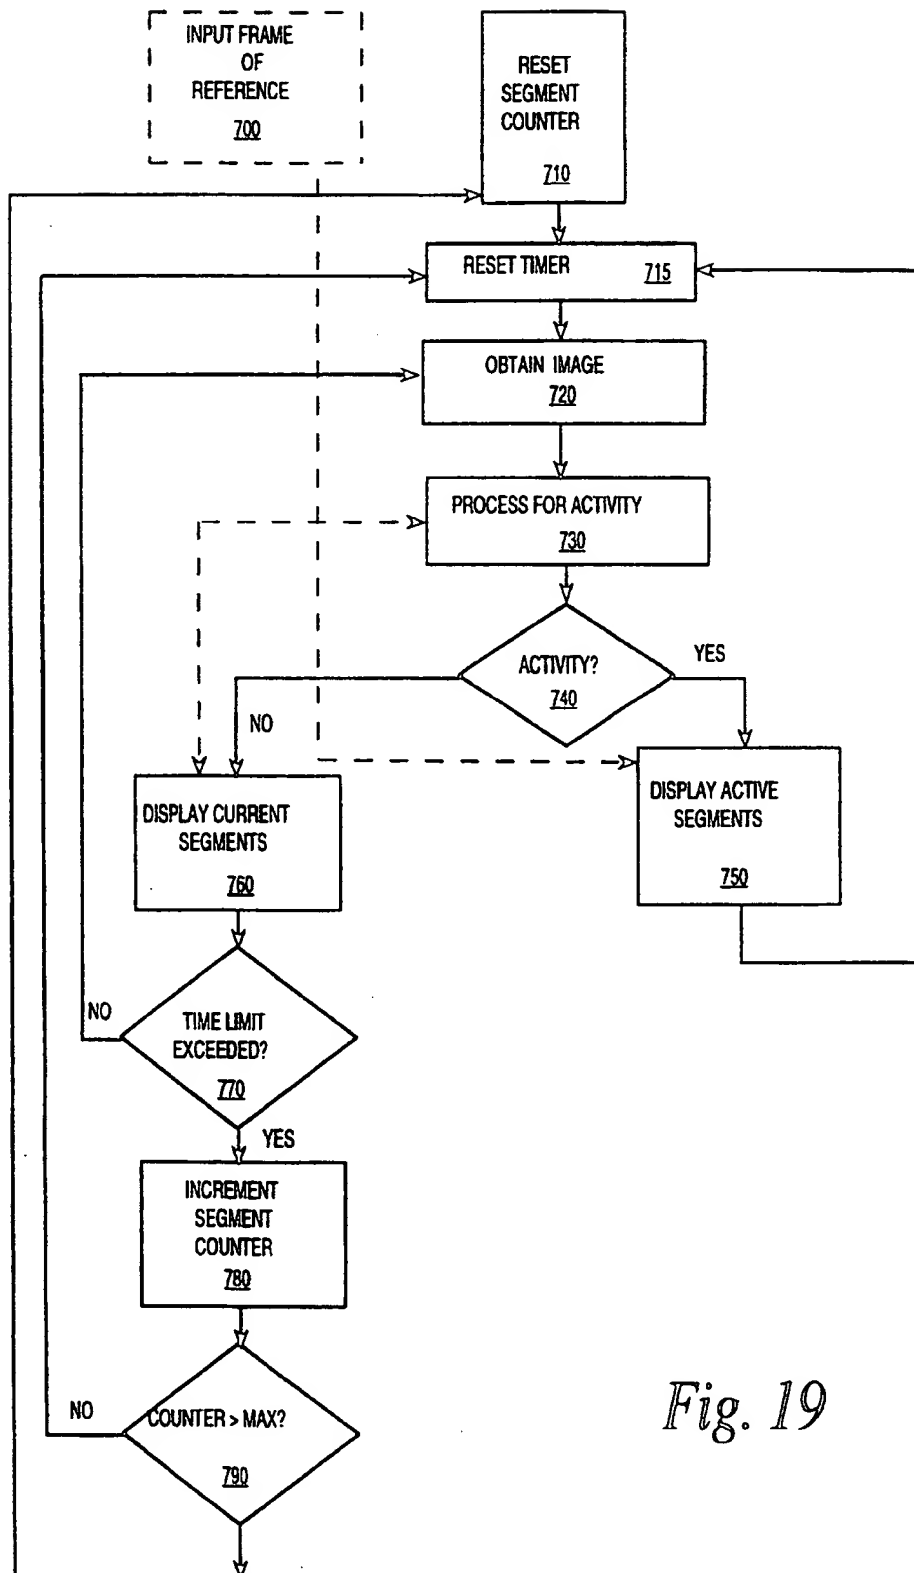 INPUT FRAME
OF
REFERENCE
700
RESET
SEGMENT
COUNTER
710
RESET TIMER 715
OBTAIN IMAGE
720
PROCESS FOR ACTIVITY
730
ACTIVITY?
740
YES
NO
DISPLAY CURRENT
SEGMENTS
760
DISPLAY ACTIVE
SEGMENTS
750
NO
TIME LIMIT
EXCEEDED?
770
YES
INCREMENT
SEGMENT
COUNTER
780
NO
COUNTER > MAX?
790
Fig. 19